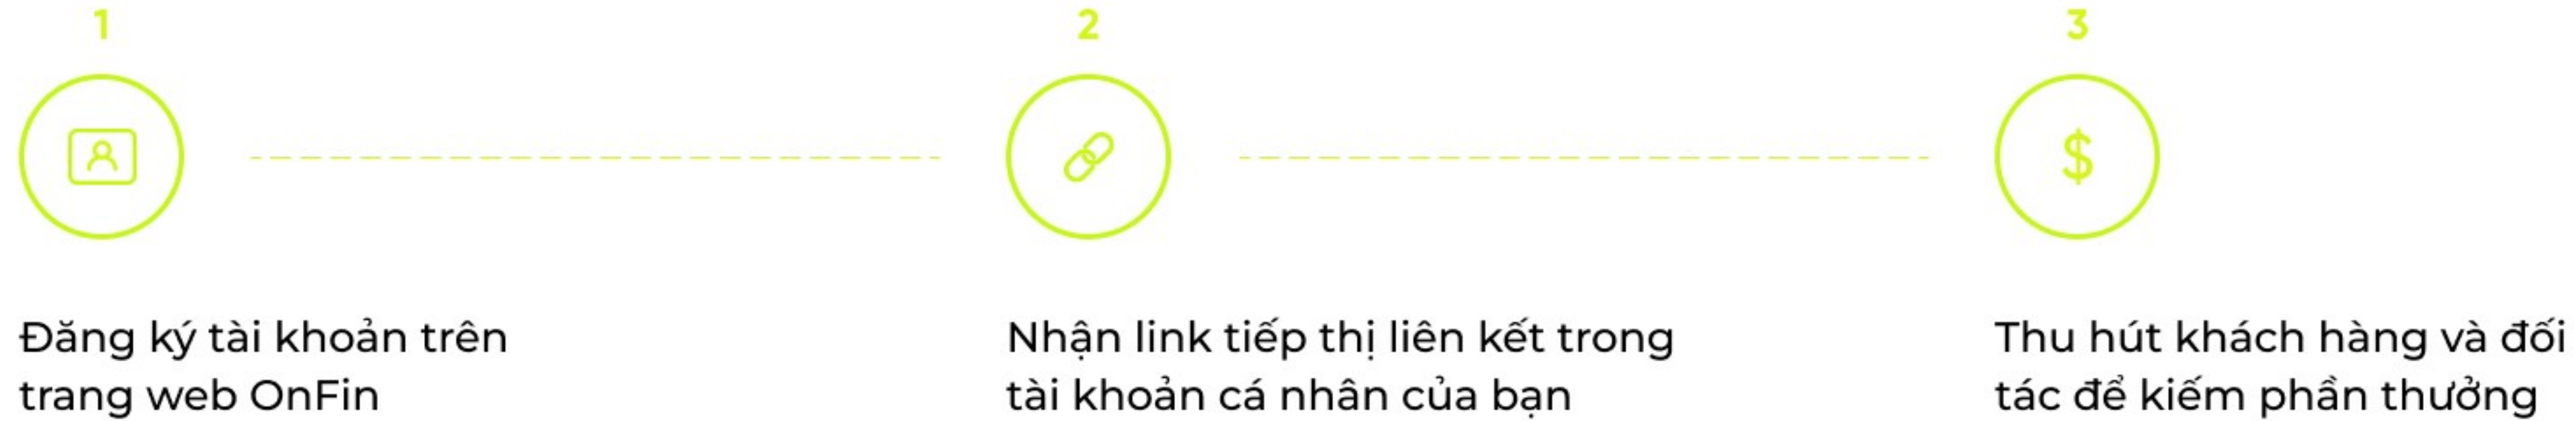 1
Đăng ký tài khoản trên
trang web OnFin
2
Nhận link tiếp thị liên kết trong
tài khoản cá nhân của bạn
3
$
Thu hút khách hàng và đối
tác để kiếm phần thưởng